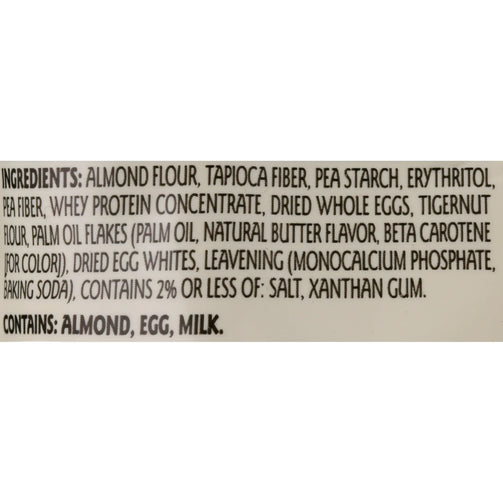 INGREDIENTS: ALMOND FLOUR, TAPIOCA FIBER, PEA STARCH, ERYTHRITOL,
PEA FIBER, WHEY PROTEIN CONCENTRATE, DRIED WHOLE EGGS, TIGERNUT
FLOUR, PALM OIL FLAKES (PALM OIL, NATURAL BUTTER FLAVOR, BETA CAROTENE
[FOR COLOR]), DRIED EGG WHITES, LEAVENING (MONOCALCIUM PHOSPHATE,
BAKING SODA), CONTAINS 2% OR LESS OF: SALT, XANTHAN GUM.
CONTAINS: ALMOND, EGG, MILK.